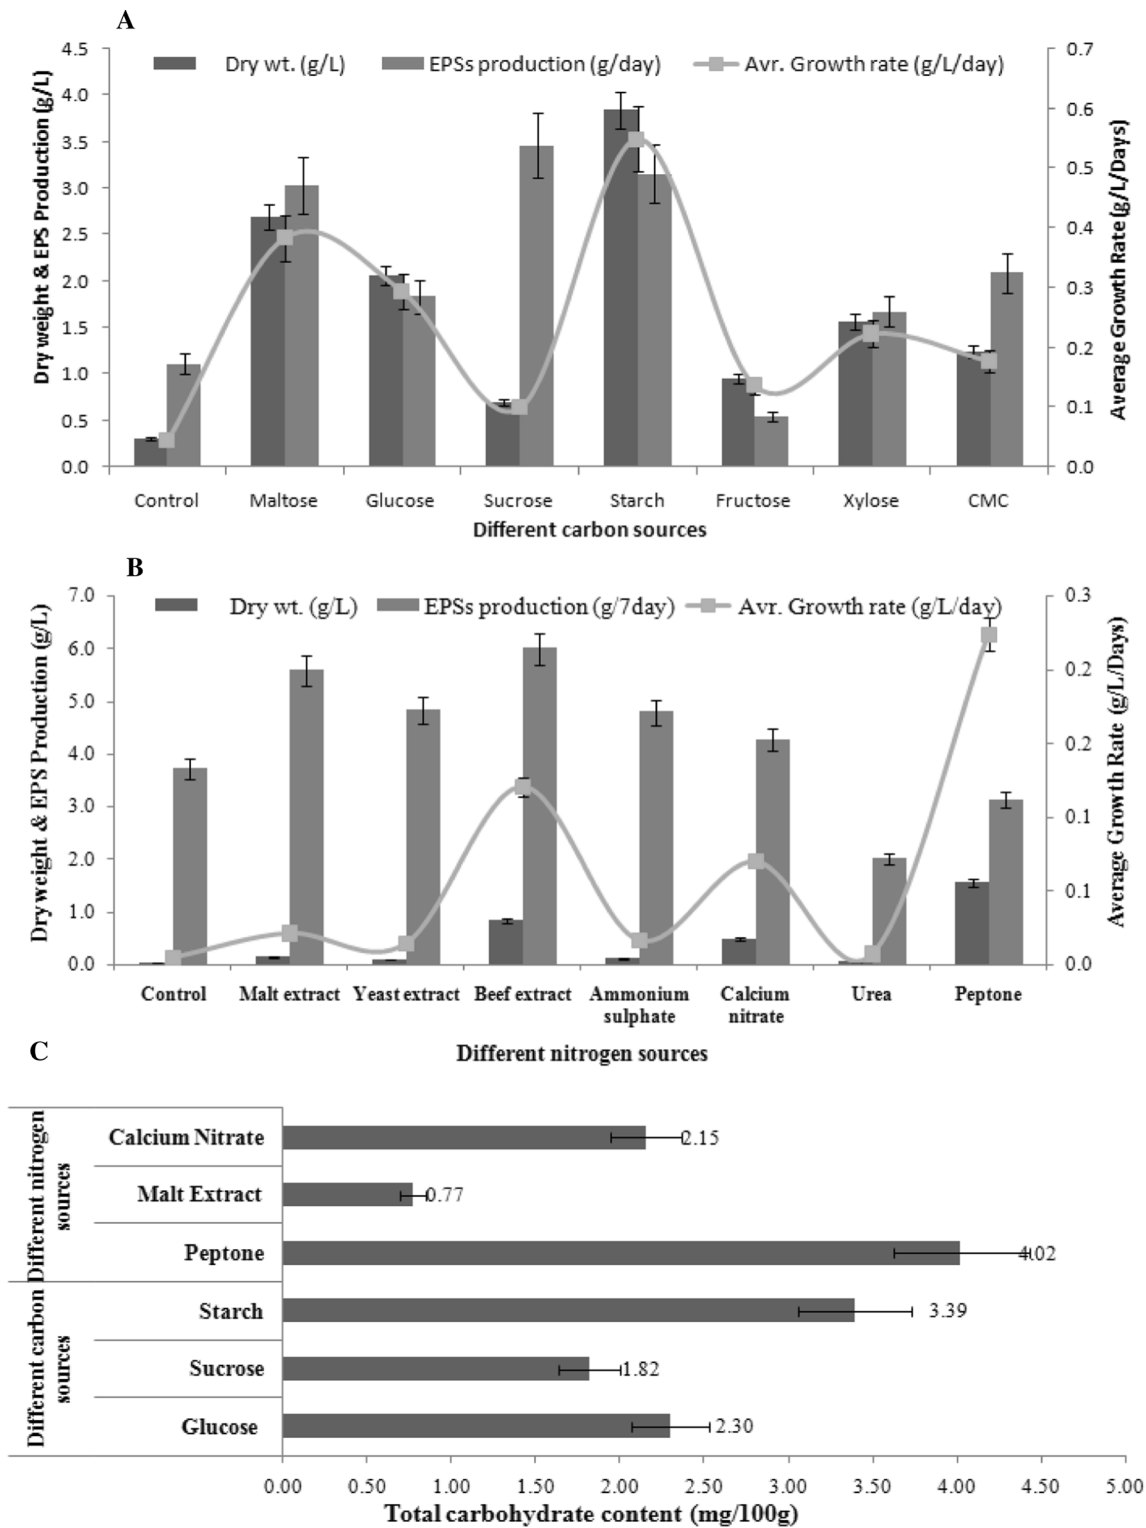 A
Dry wt. (g/L) EPSs production (g/day) Avr. Growth rate (g/L/day)
Dry weight & EPS Production (g/L)
4.5
4.0
3.5
3.0
2.5
2.0
1.5
1.0
0.5
0.0
0.7
0.6
0.5
0.4
0.3
0.2
0.1
0.0
Average Growth Rate (g/L/Days)
Control Maltose Glucose Sucrose Starch Fructose Xylose CMC
Different carbon sources
B
Dry wt. (g/L) EPSs production (g/7day) Avr. Growth rate (g/L/day)
Dry weight & EPS Production (g/L)
7.0
6.0
5.0
4.0
3.0
2.0
1.0
0.0
0.3
0.2
0.2
0.1
0.1
0.0
Average Growth Rate (g/L/Days)
Control Malt extract Yeast extract Beef extract Ammonium sulphate Calcium nitrate Urea Peptone
Different nitrogen sources
C
Different nitrogen
sources
Calcium Nitrate 2.15
Malt Extract 0.77
Peptone 4.02
Different carbon
sources
Starch 3.39
Sucrose 1.82
Glucose 2.30
0.00 0.50 1.00 1.50 2.00 2.50 3.00 3.50 4.00 4.50 5.00
Total carbohydrate content (mg/100g)